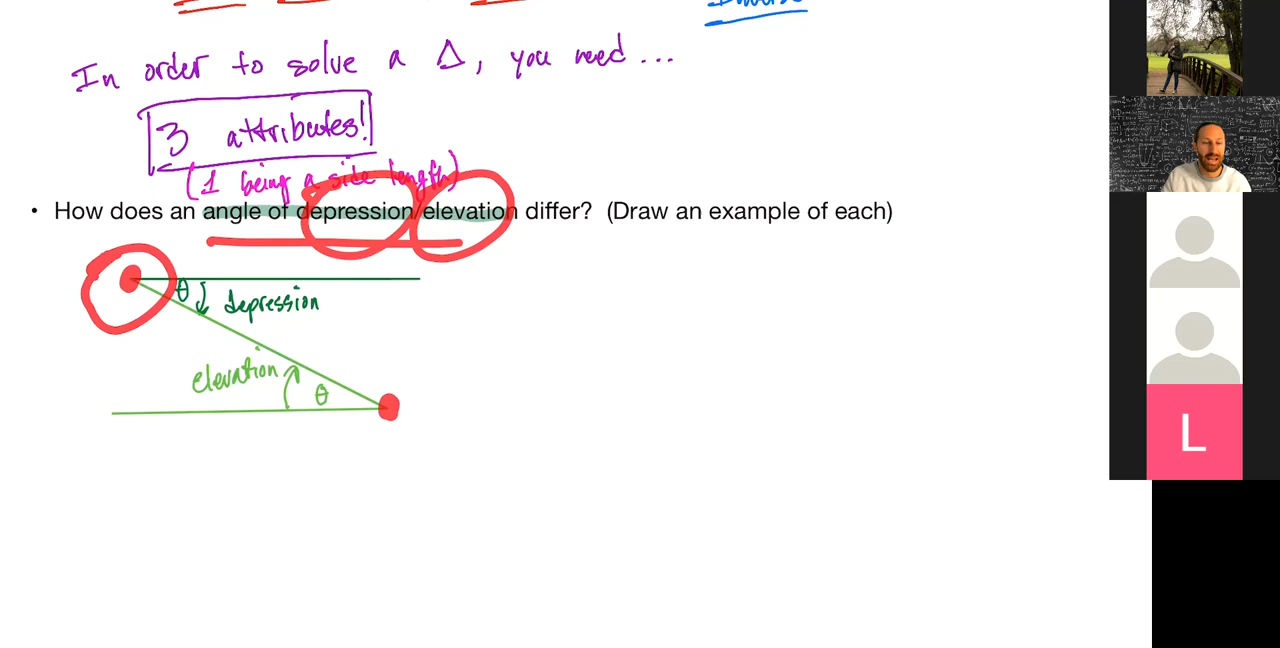 In order to solve a Δ, you need ...
3 attributes!
(1 being a side length)
• How does an angle of depression/elevation differ? (Draw an example of each)
θ depression
elevation θ
L